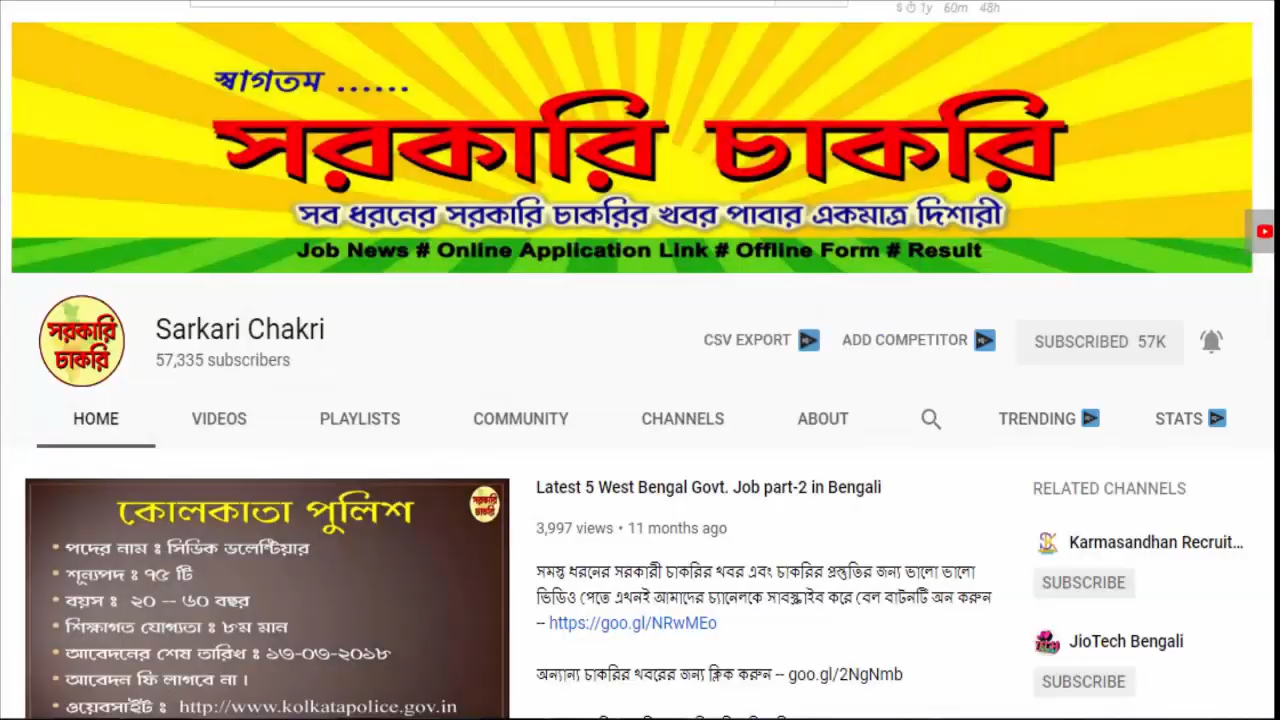 $ 1y 60m 48h
স্বাগতম ......
সরকারি চাকরি
সব ধরনের সরকারি চাকরির খবর পাবার একমাত্র দিশারী
Job News # Online Application Link # Offline Form # Result
সরকারি
চাকরি
Sarkari Chakri
57,335 subscribers
CSV EXPORT ADD COMPETITOR SUBSCRIBED 57K
HOME VIDEOS PLAYLISTS COMMUNITY CHANNELS ABOUT TRENDING STATS
কোলকাতা পুলিশ
সরকারি
চাকরি
• পদের নাম ঃ সিভিক ভলেন্টিয়ার
• শূন্যপদ ঃ ৭৫ টি
• বয়স ঃ ২০ -- ৬০ বছর
• শিক্ষাগত যোগ্যতা ঃ ৮ম মান
• আবেদনের শেষ তারিখ ঃ ১৩-০৩-২০১৮
• আবেদন ফি লাগবে না ।
• ওয়েবসাইট ঃ http://www.kolkatapolice.gov.in
Latest 5 West Bengal Govt. Job part-2 in Bengali
3,997 views • 11 months ago
সমস্ত ধরনের সরকারী চাকরির খবর এবং চাকরির প্রস্তুতির জন্য ভালো ভালো
ভিডিও পেতে এখনই আমাদের চ্যানেলকে সাবস্ক্রাইব করে বেল বাটনটি অন করুন
-- https://goo.gl/NRwMEo
অন্যান্য চাকরির খবরের জন্য ক্লিক করুন -- goo.gl/2NgNmb
RELATED CHANNELS
Karmasandhan Recruit...
SUBSCRIBE
JioTech Bengali
SUBSCRIBE